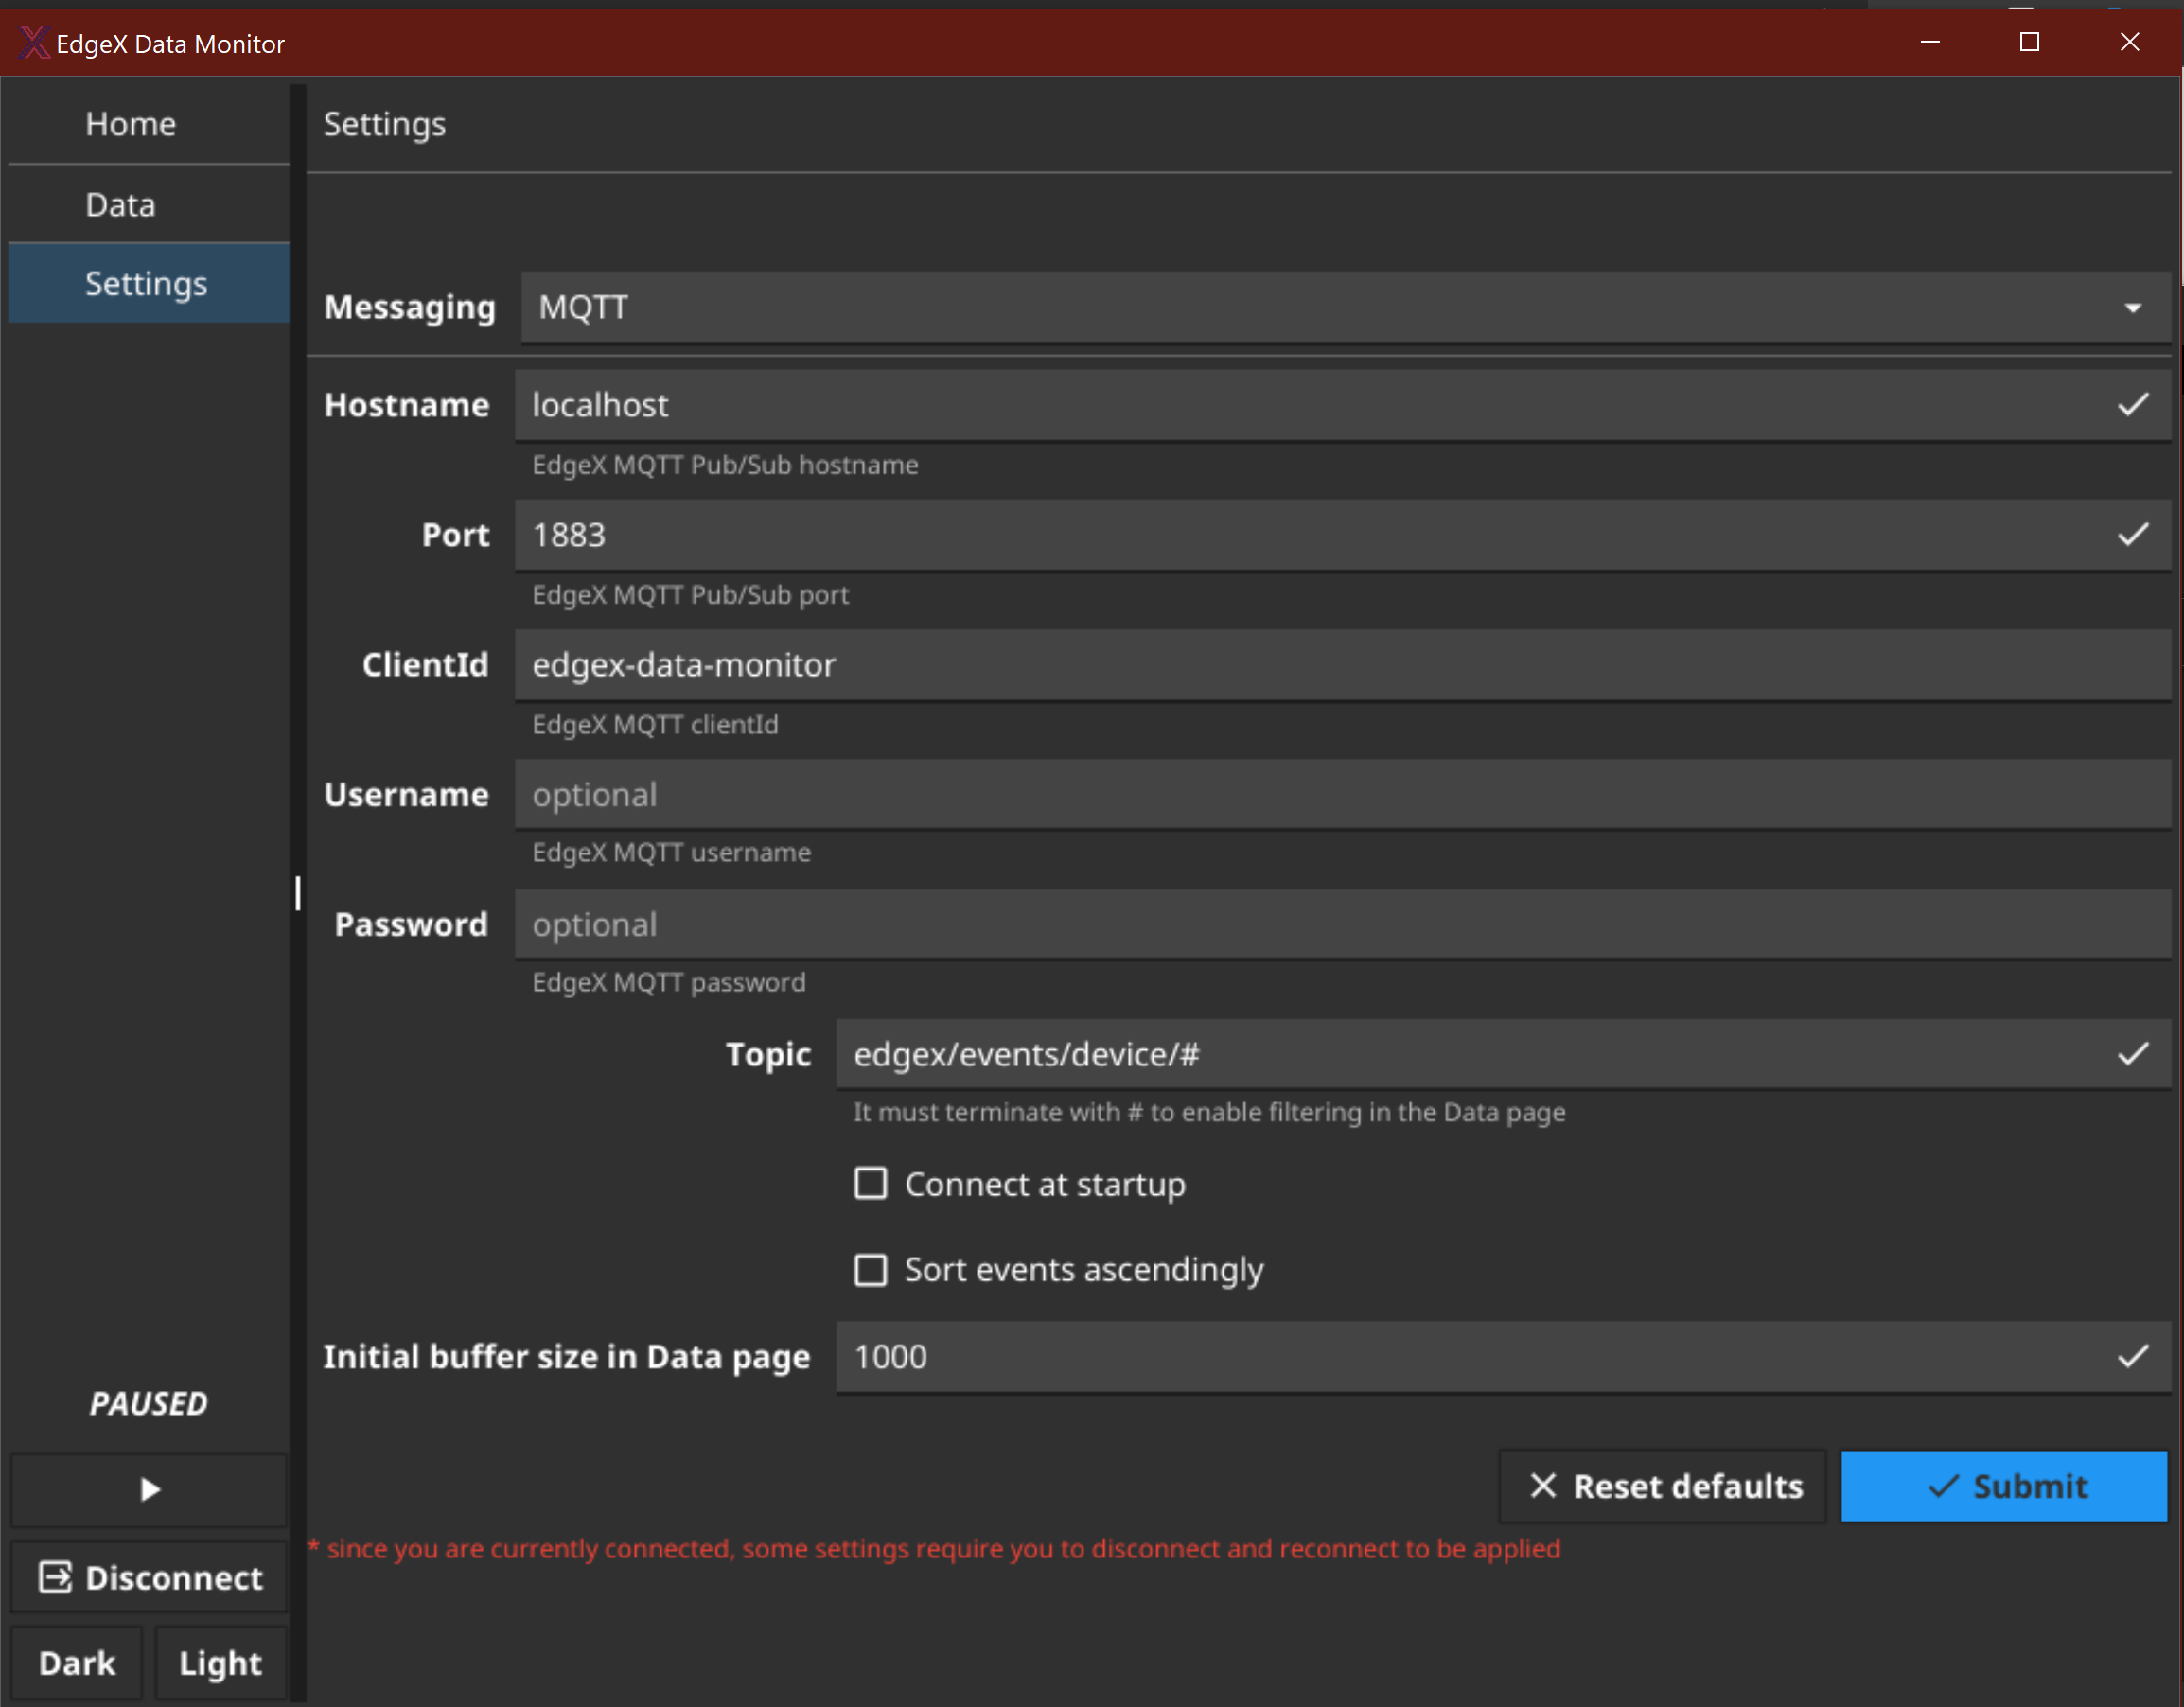 EdgeX Data Monitor
Home
Data
Settings
PAUSED
Disconnect
Dark Light
Settings
Messaging MQTT
Hostname localhost
EdgeX MQTT Pub/Sub hostname
Port 1883
EdgeX MQTT Pub/Sub port
ClientId edgex-data-monitor
EdgeX MQTT clientId
Username optional
EdgeX MQTT username
Password optional
EdgeX MQTT password
Topic edgex/events/device/#
It must terminate with # to enable filtering in the Data page
Connect at startup
Sort events ascendingly
Initial buffer size in Data page 1000
Reset defaults Submit
* since you are currently connected, some settings require you to disconnect and reconnect to be applied